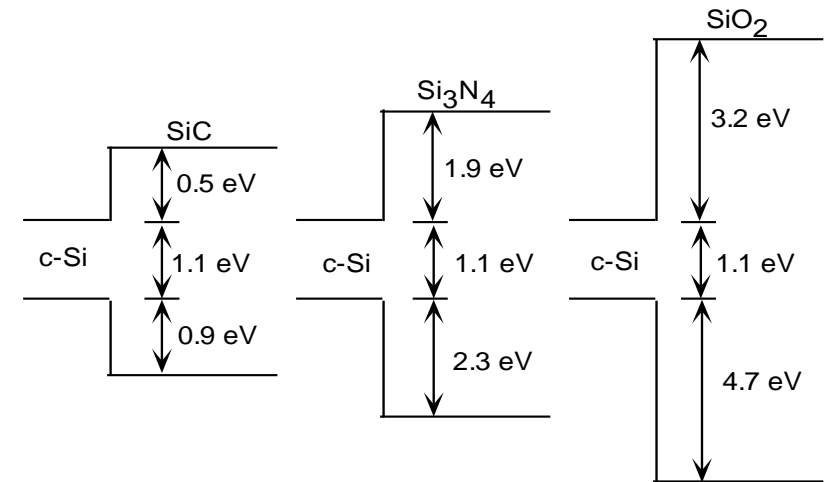 SiC
0.5 eV
c-Si
1.1 eV
0.9 eV
Si3N4
1.9 eV
c-Si
1.1 eV
2.3 eV
SiO2
3.2 eV
c-Si
1.1 eV
4.7 eV